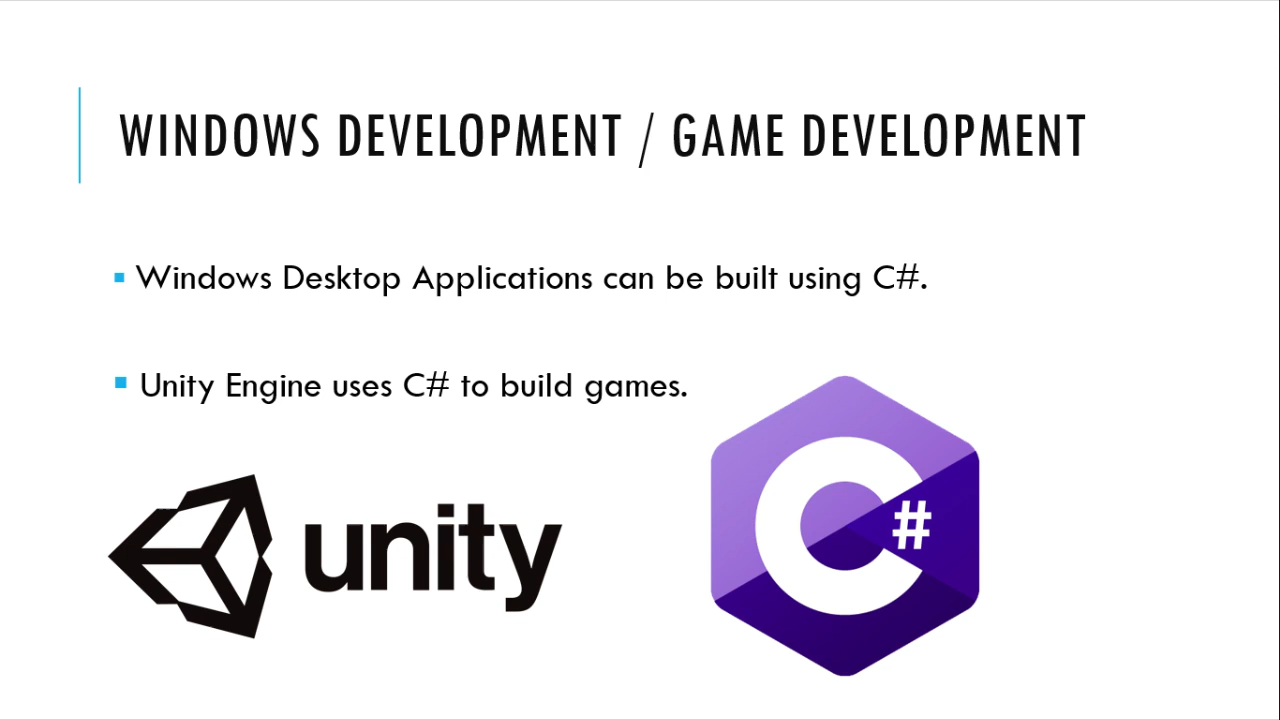 WINDOWS DEVELOPMENT / GAME DEVELOPMENT
Windows Desktop Applications can be built using C#.
Unity Engine uses C# to build games.
unity
C#